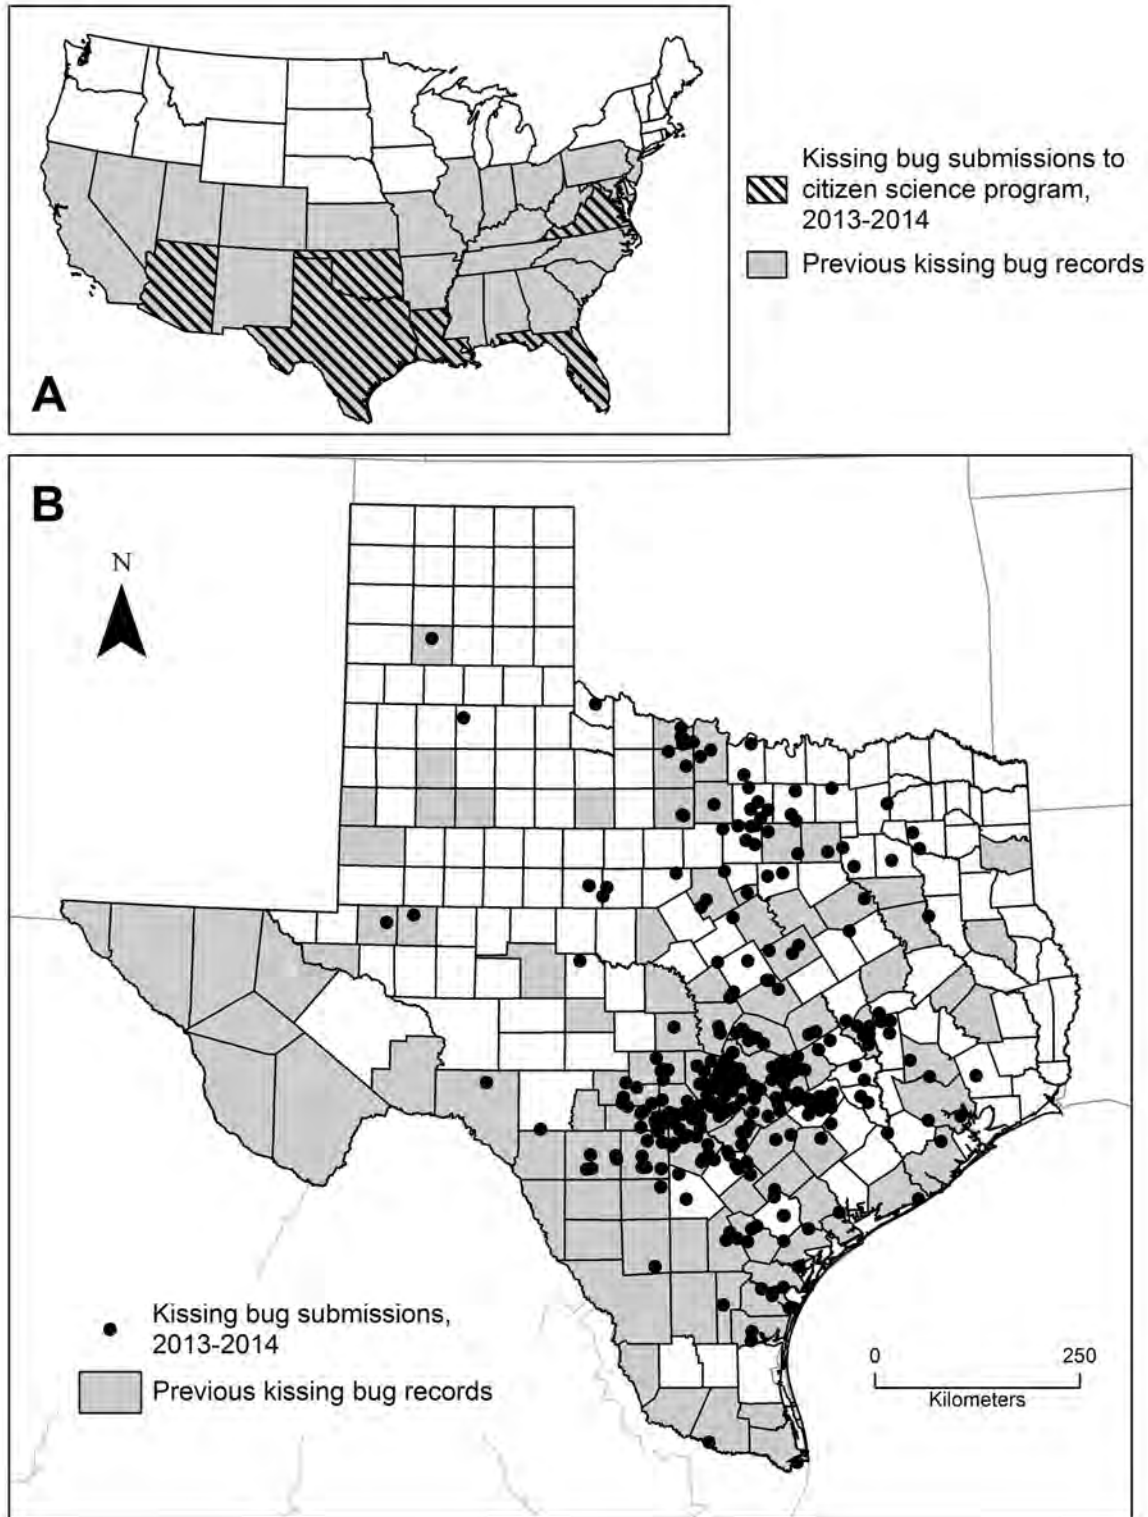 A
Kissing bug submissions to
citizen science program,
2013-2014
Previous kissing bug records
B
N
Kissing bug submissions,
2013-2014
Previous kissing bug records
0 250
Kilometers